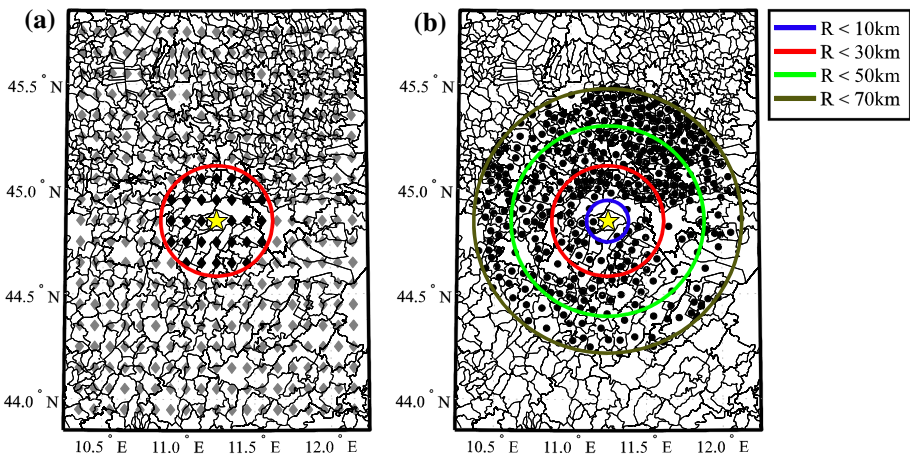 (a)
(b)
R < 10km
R < 30km
R < 50km
R < 70km
45.5° N
45.0° N
44.5° N
44.0° N
45.5° N
45.0° N
44.5° N
44.0° N
10.5° E 11.0° E 11.5° E 12.0° E
10.5° E 11.0° E 11.5° E 12.0° E